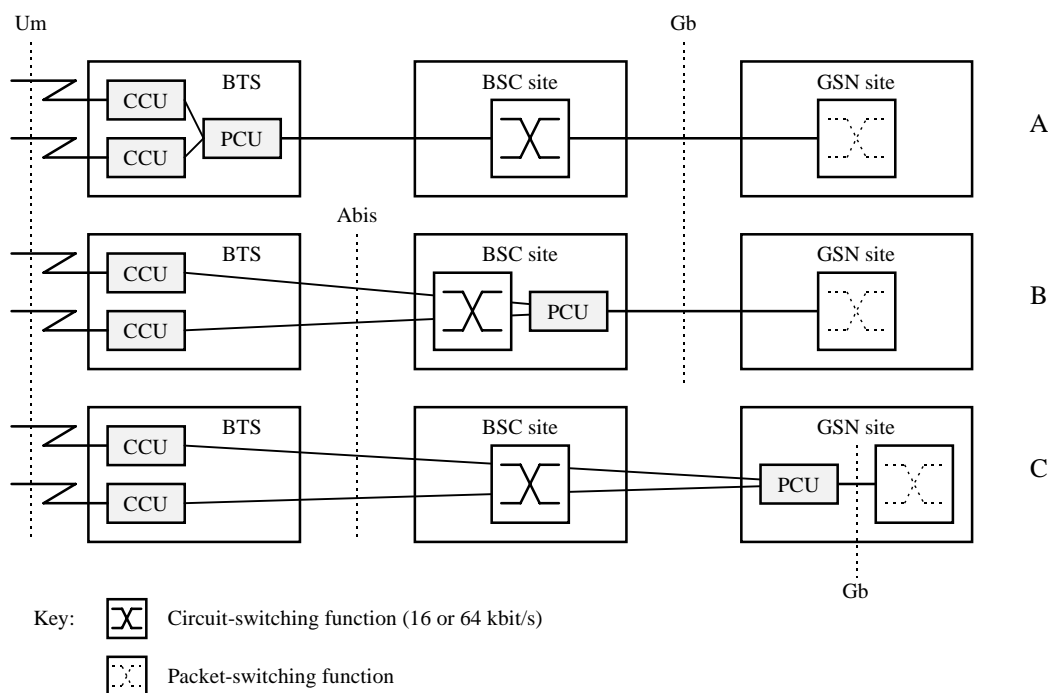 Um
Gb
BTS
BSC site
GSN site
CCU
CCU
PCU
A
Abis
BTS
BSC site
GSN site
CCU
CCU
PCU
B
BTS
BSC site
GSN site
CCU
CCU
PCU
C
Gb
Key:
Circuit-switching function (16 or 64 kbit/s)
Packet-switching function